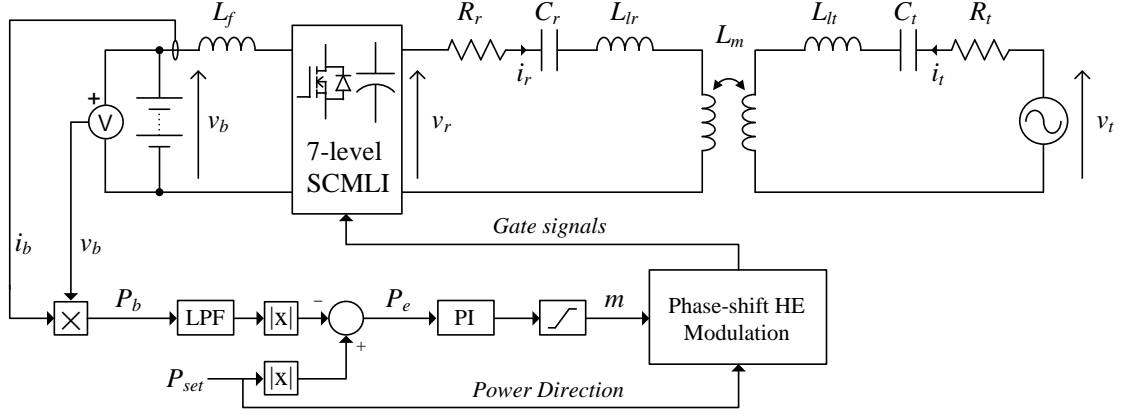 L_f
R_r
C_r
L_lr
L_m
L_lt
C_t
R_t
i_r
i_t
+
V
v_b
7-level
SCMLI
v_r
v_t
Gate signals
i_b
v_b
P_b
LPF
|x|
−
P_e
PI
m
Phase-shift HE
Modulation
×
+
P_set
|x|
Power Direction